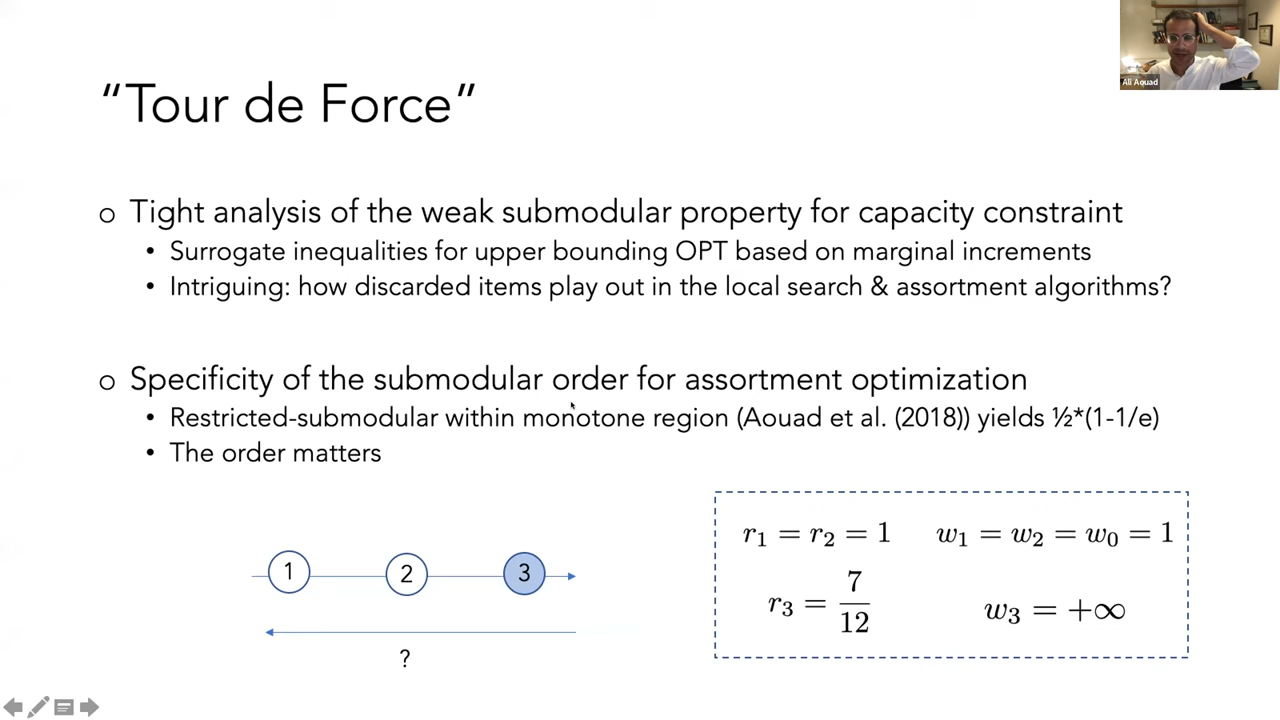 Ali Aouad
“Tour de Force”
o Tight analysis of the weak submodular property for capacity constraint
• Surrogate inequalities for upper bounding OPT based on marginal increments
• Intriguing: how discarded items play out in the local search & assortment algorithms?
o Specificity of the submodular order for assortment optimization
• Restricted-submodular within monotone region (Aouad et al. (2018)) yields ½*(1-1/e)
• The order matters
1 2 3
?
r₁ = r₂ = 1 w₁ = w₂ = w₀ = 1
r₃ = 7/12 w₃ = +∞